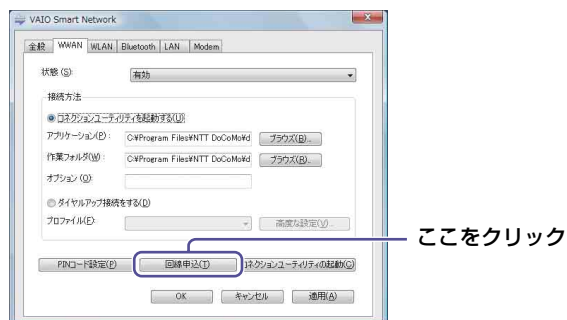 VAIO Smart Network
全般 WWAN WLAN Bluetooth LAN Modem
状態 (S): 有効
接続方法
コネクションユーティリティを起動する(U)
アプリケーション(P): C:¥Program Files¥NTT DoCoMo¥d ブラウズ(B)...
作業フォルダ(W): C:¥Program Files¥NTT DoCoMo¥d ブラウズ(R)...
オプション (O):
ダイヤルアップ接続をする(D)
プロファイル(F): 高度な設定(V)...
ここをクリック
PINコード設定(P) 回線申込(T) コネクションユーティリティの起動(C)
OK キャンセル 適用(A)